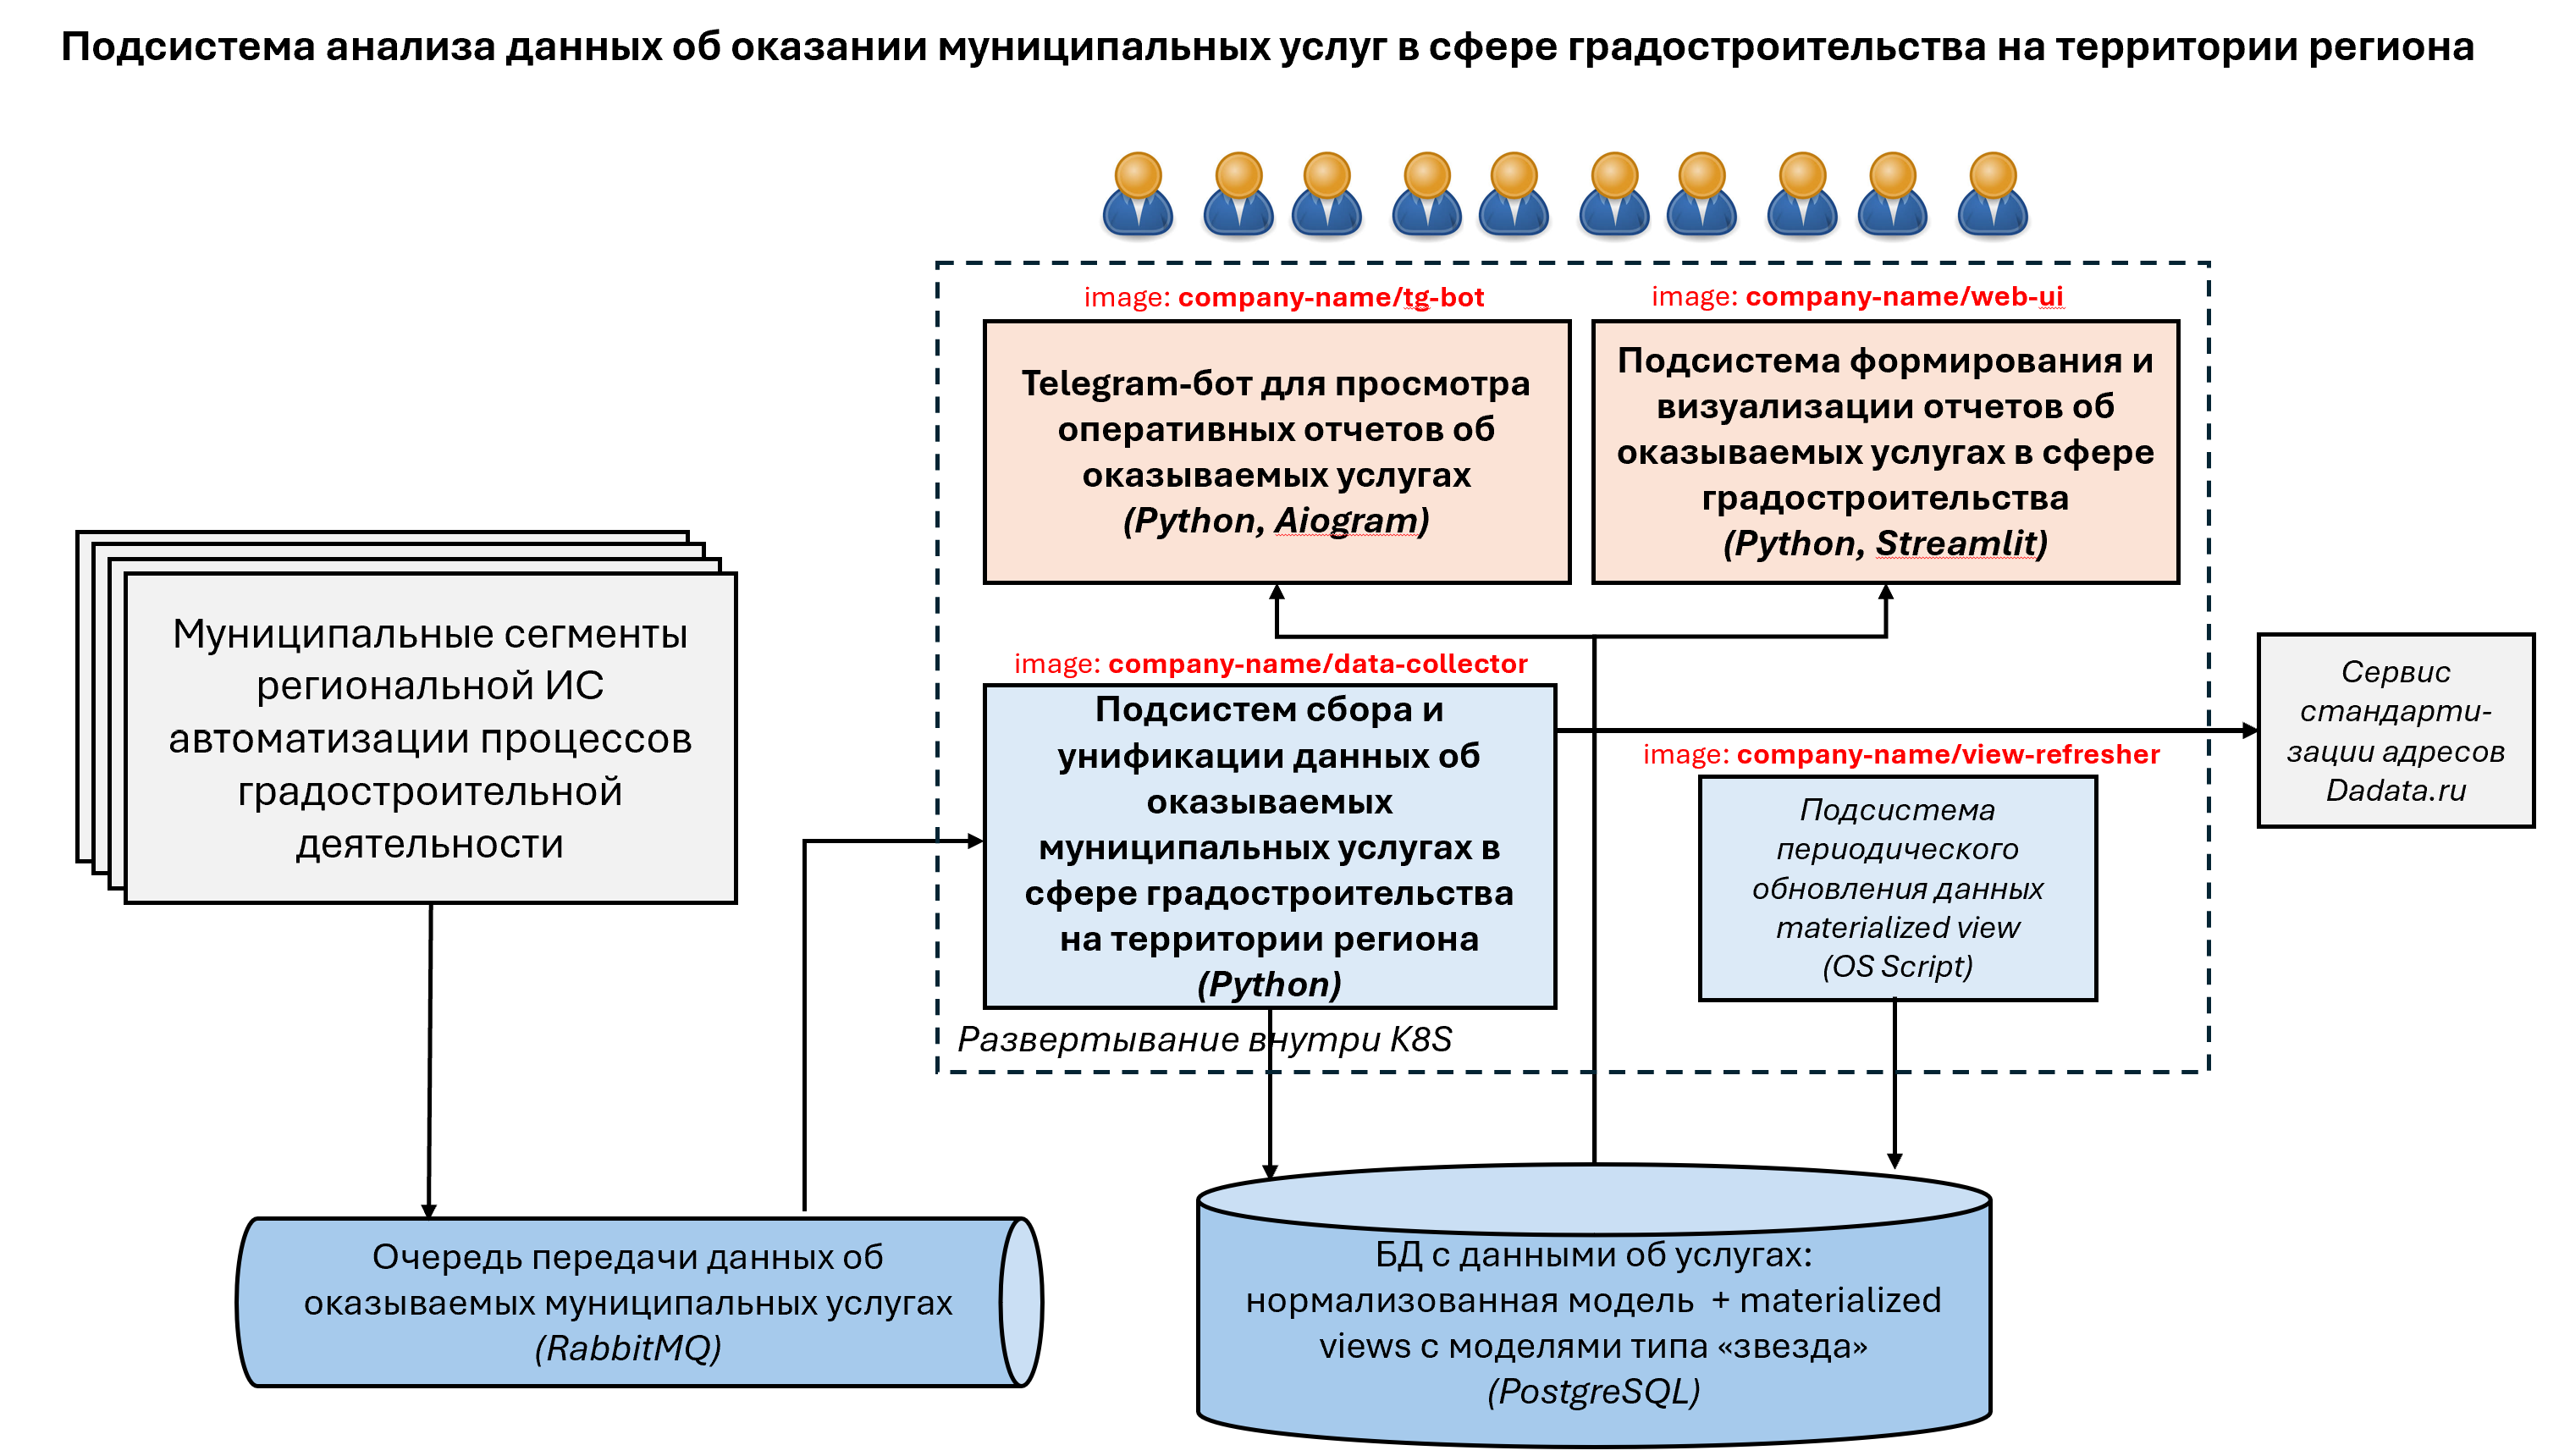 Подсистема анализа данных об оказании муниципальных услуг в сфере градостроительства на территории региона
image: company-name/tg-bot
Telegram-бот для просмотра
оперативных отчетов об
оказываемых услугах
(Python, Aiogram)
image: company-name/web-ui
Подсистема формирования и
визуализации отчетов об
оказываемых услугах в сфере
градостроительства
(Python, Streamlit)
Муниципальные сегменты
региональной ИС
автоматизации процессов
градостроительной
деятельности
image: company-name/data-collector
Подсистем сбора и
унификации данных об
оказываемых
муниципальных услугах в
сфере градостроительства
на территории региона
(Python)
image: company-name/view-refresher
Подсистема
периодического
обновления данных
materialized view
(OS Script)
Сервис
стандарти-
зации адресов
Dadata.ru
Развертывание внутри K8S
Очередь передачи данных об
оказываемых муниципальных услугах
(RabbitMQ)
БД с данными об услугах:
нормализованная модель + materialized
views с моделями типа «звезда»
(PostgreSQL)